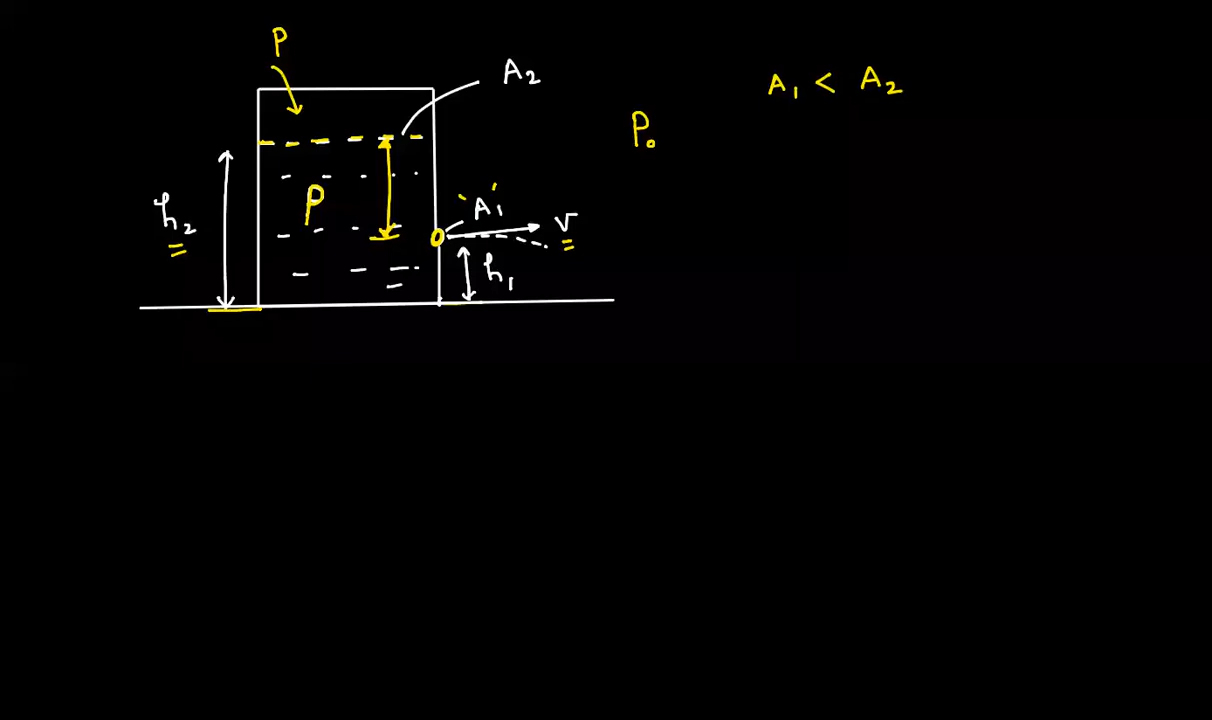 P
A₂
A₁ < A₂
P₀
h₂
ρ
'A₁'
v
h₁